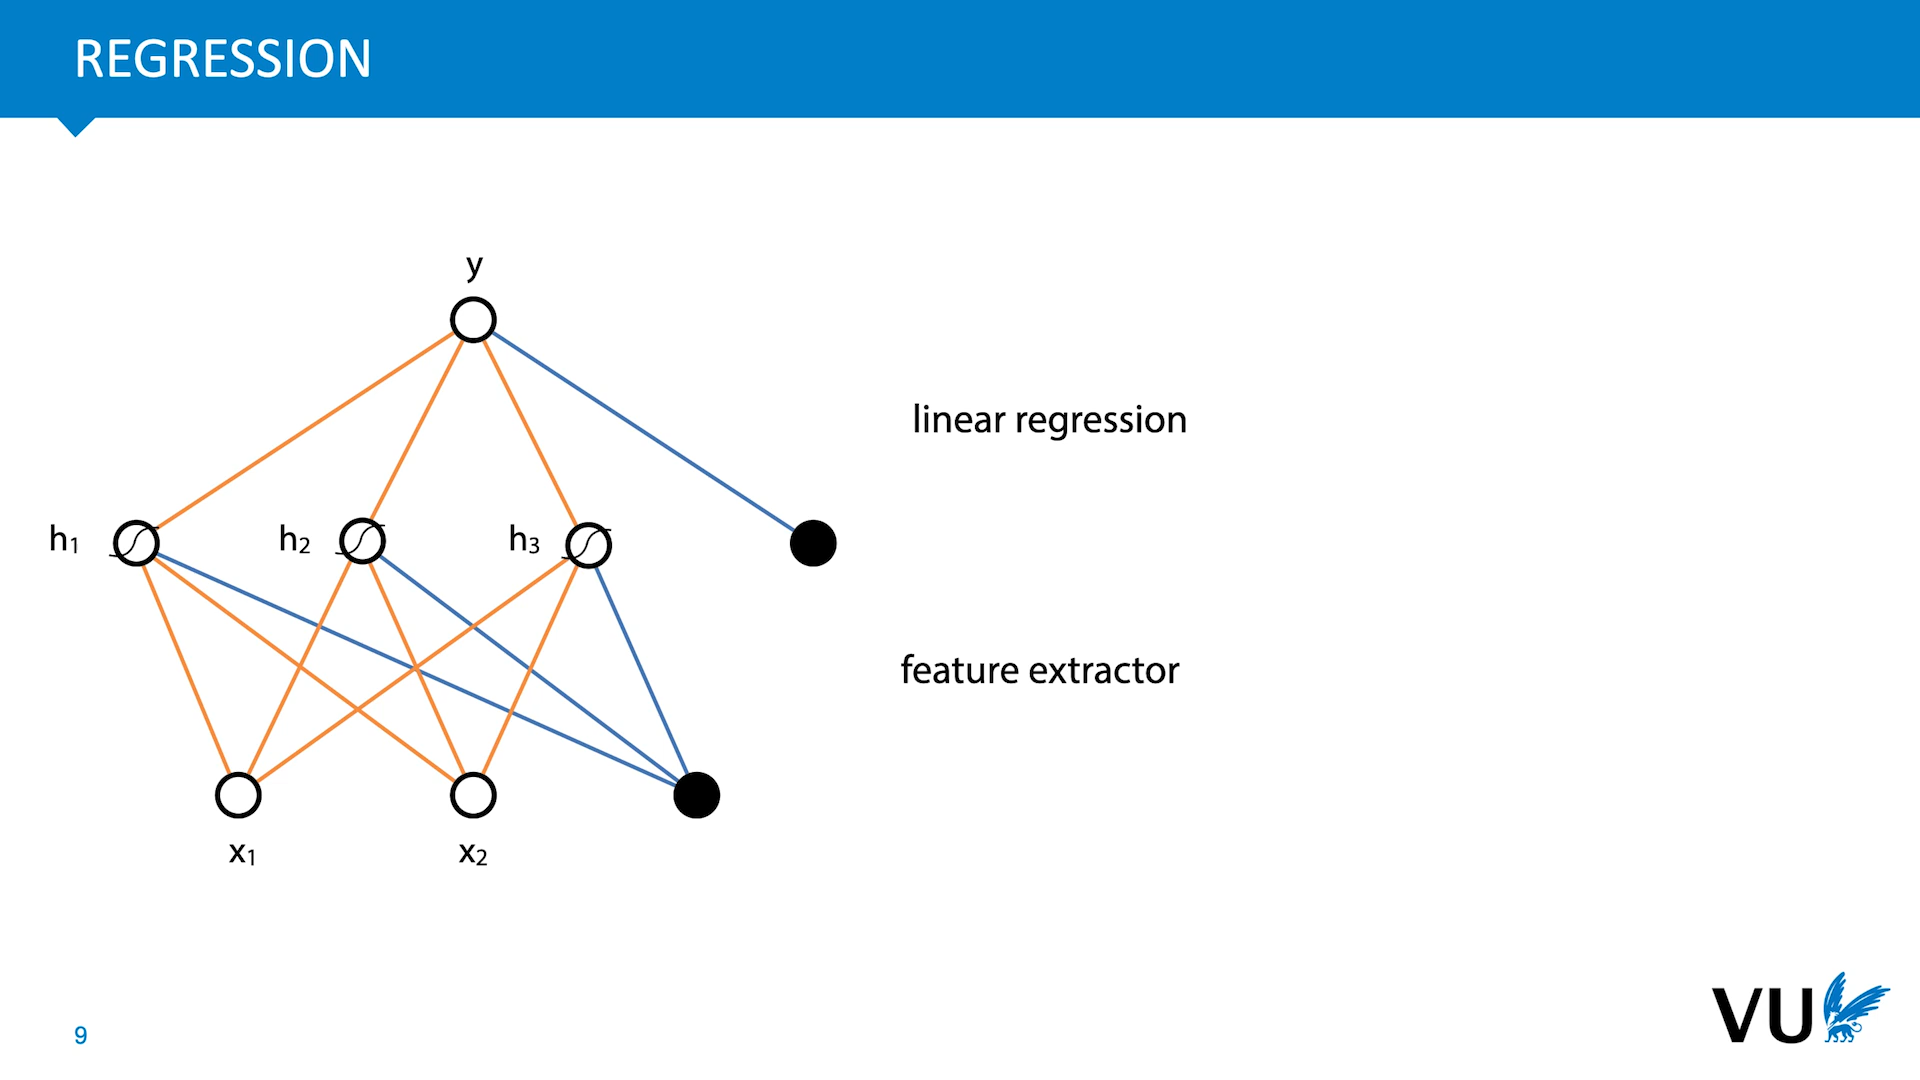 REGRESSION
y
linear regression
h1 h2 h3
feature extractor
x1 x2
9
VU